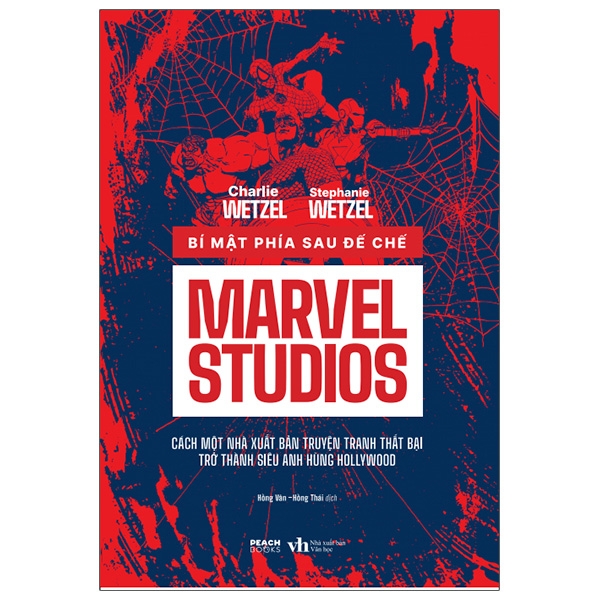 Charlie Stephanie
WETZEL WETZEL
BÍ MẬT PHÍA SAU ĐẾ CHẾ
MARVEL
STUDIOS
CÁCH MỘT NHÀ XUẤT BẢN TRUYỆN TRANH THẤT BẠI
TRỞ THÀNH SIÊU ANH HÙNG HOLLYWOOD
Hồng Vân - Hồng Thái dịch
PEACH
BOOKS
vh
Nhà xuất bản
Văn học